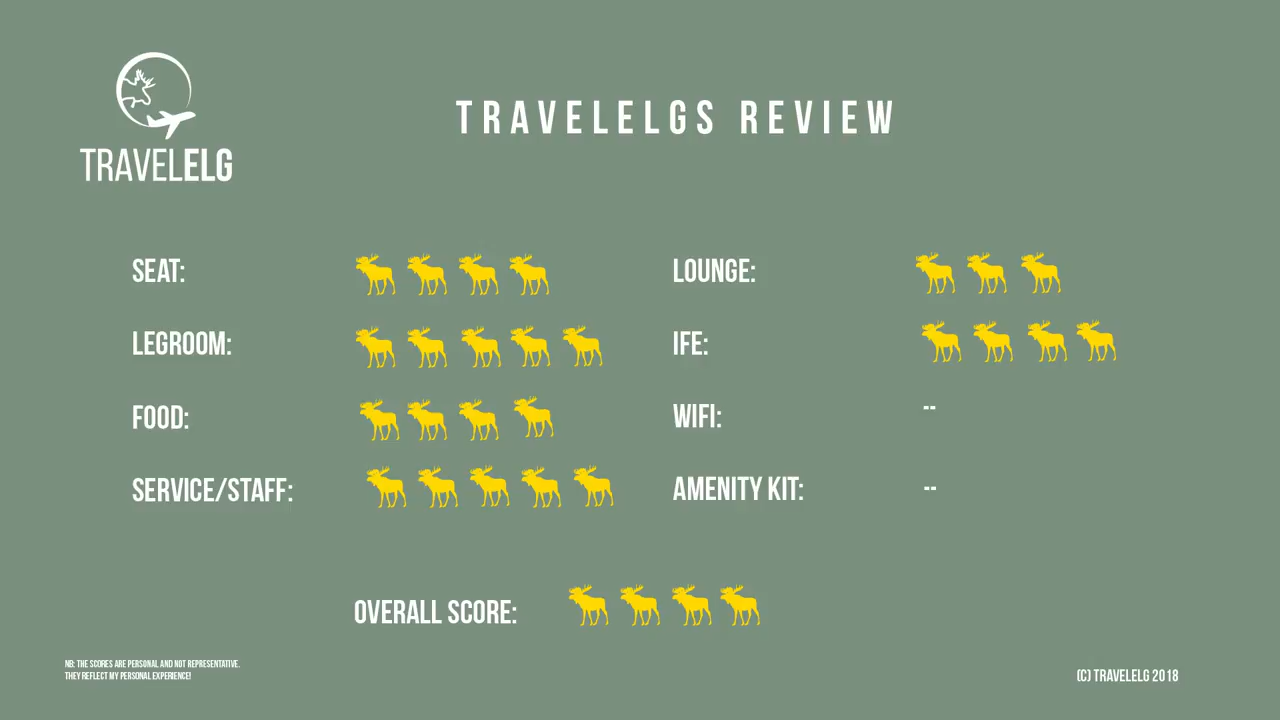 TRAVELELG
TRAVELELGS REVIEW
SEAT:
LEGROOM:
FOOD:
SERVICE/STAFF:
LOUNGE:
IFE:
WIFI: --
AMENITY KIT: --
OVERALL SCORE:
NB: THE SCORES ARE PERSONAL AND NOT REPRESENTATIVE.
THEY REFLECT MY PERSONAL EXPERIENCE!
(C) TRAVELELG 2018